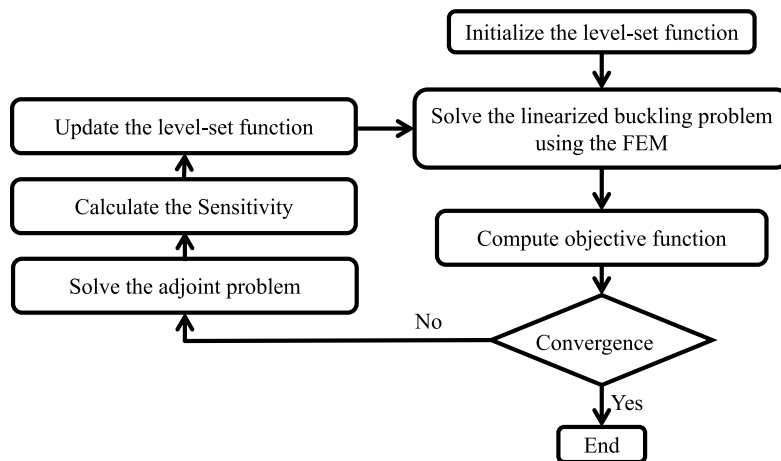 Initialize the level-set function
Solve the linearized buckling problem
using the FEM
Compute objective function
Convergence
Yes
End
No
Solve the adjoint problem
Calculate the Sensitivity
Update the level-set function